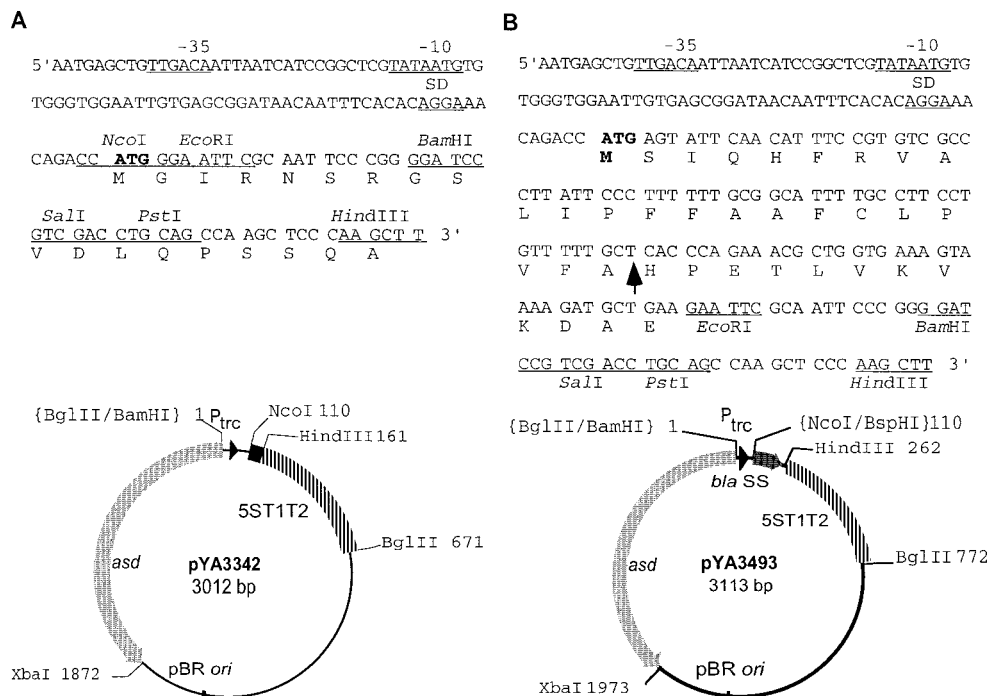 A
-35 -10
5'AATGAGCTGTTGACAATTAATCATCCGGCTCGTATAATGTG
SD
TGGGTGGAATTGTGAGCGGATAACAATTTCACACAGGAAA
NcoI EcoRI BamHI
CAGACC ATG GGA ATT CGC AAT TCC CGG GGA TCC
M G I R N S R G S
SalI PstI HindIII
GTC GAC CTG CAG CCA AGC TCC CAA GCT T 3'
V D L Q P S S Q A
{BglII/BamHI} 1 Ptrc NcoI 110
HindIII 161
5ST1T2
BglII 671
asd
pYA3342
3012 bp
XbaI 1872
pBR ori
B
-35 -10
5'AATGAGCTGTTGACAATTAATCATCCGGCTCGTATAATGTG
SD
TGGGTGGAATTGTGAGCGGATAACAATTTCACACAGGAAA
CAGACC ATG AGT ATT CAA CAT TTC CGT GTC GCC
M S I Q H F R V A
CTT ATT CCC TTT TTT GCG GCA TTT TGC CTT CCT
L I P F F A A F C L P
GTT TTT GCT CAC CCA GAA ACG CTG GTG AAA GTA
V F A H P E T L V K V
AAA GAT GCT GAA GAA TTC GCA ATT CCC GGG GAT
K D A E EcoRI BamHI
CCG TCG ACC TGC AGC CAA GCT CCC AAG CTT 3'
SalI PstI HindIII
{BglII/BamHI} 1 Ptrc {NcoI/BspHI}110
HindIII 262
bla SS
5ST1T2
BglII 772
asd
pYA3493
3113 bp
XbaI 1973
pBR ori